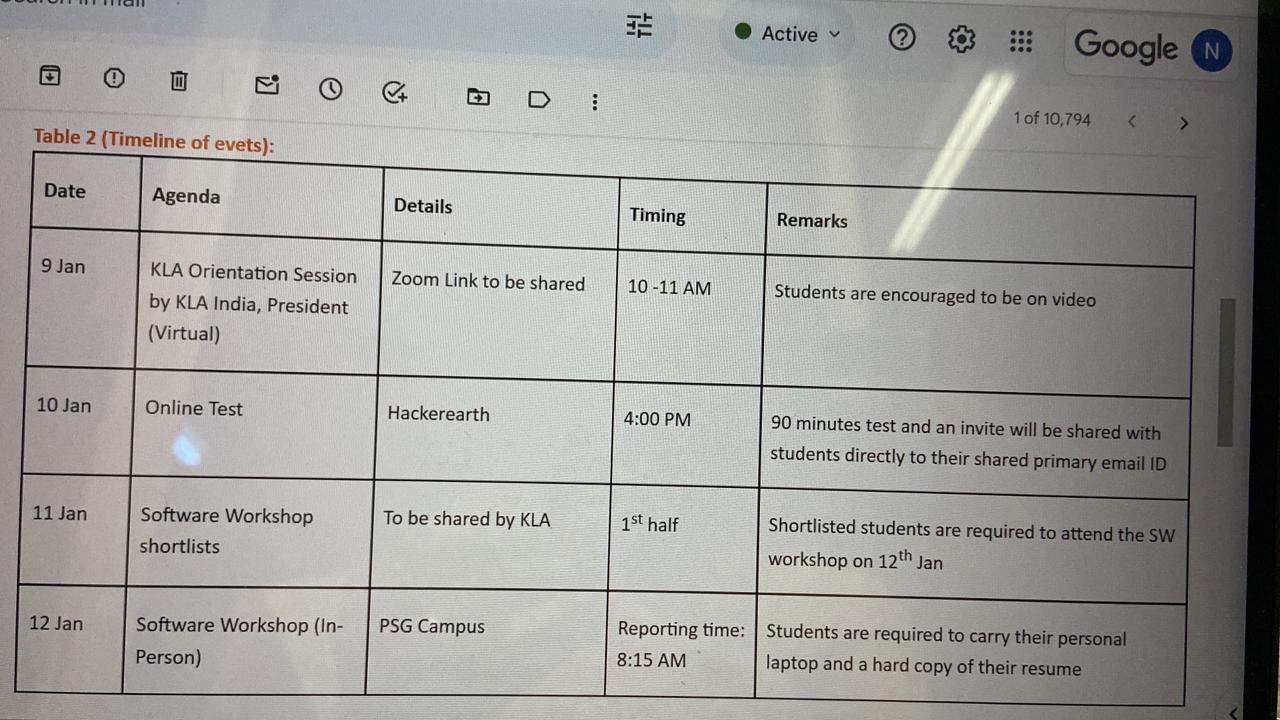 Active
Google
N
1 of 10,794
Table 2 (Timeline of evets):
Date
Agenda
Details
Timing
Remarks
9 Jan
KLA Orientation Session
by KLA India, President
(Virtual)
Zoom Link to be shared
10 -11 AM
Students are encouraged to be on video
10 Jan
Online Test
Hackerearth
4:00 PM
90 minutes test and an invite will be shared with
students directly to their shared primary email ID
11 Jan
Software Workshop
shortlists
To be shared by KLA
1st half
Shortlisted students are required to attend the SW
workshop on 12th Jan
12 Jan
Software Workshop (In-
Person)
PSG Campus
Reporting time:
8:15 AM
Students are required to carry their personal
laptop and a hard copy of their resume